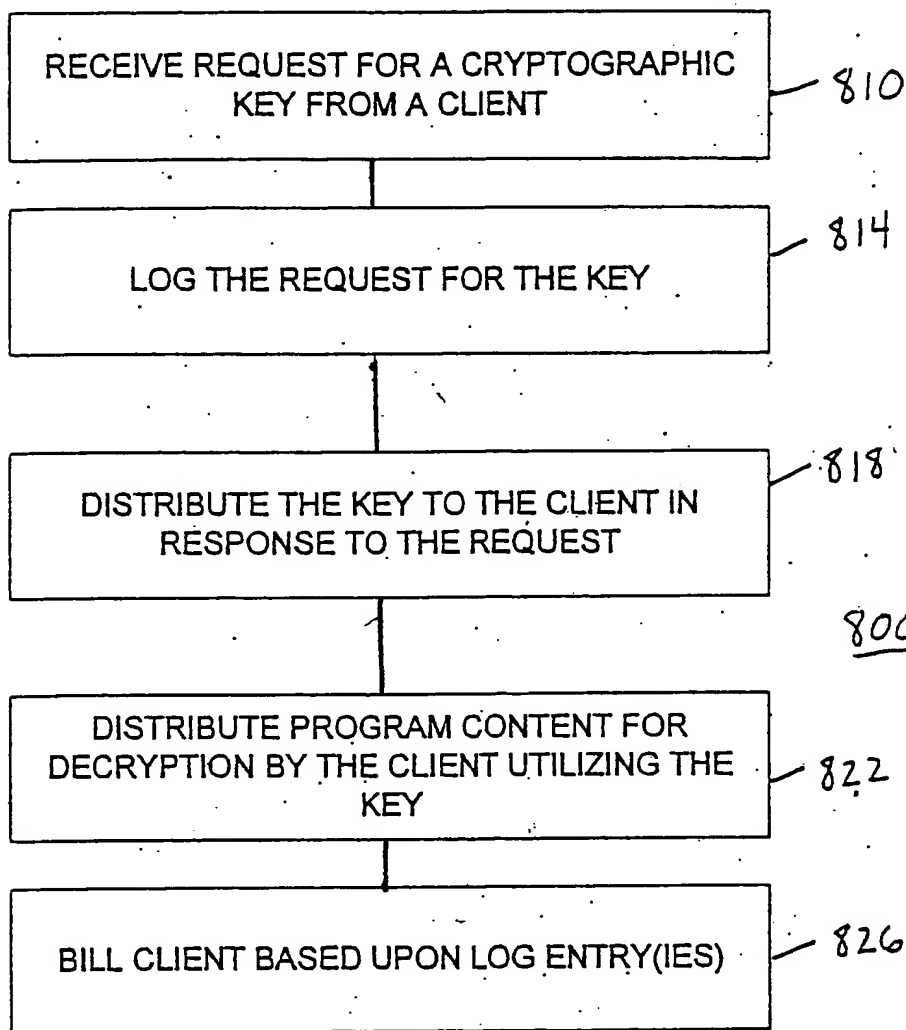 RECEIVE REQUEST FOR A CRYPTOGRAPHIC
KEY FROM A CLIENT
810
LOG THE REQUEST FOR THE KEY
814
DISTRIBUTE THE KEY TO THE CLIENT IN
RESPONSE TO THE REQUEST
818
800
DISTRIBUTE PROGRAM CONTENT FOR
DECRYPTION BY THE CLIENT UTILIZING THE
KEY
822
BILL CLIENT BASED UPON LOG ENTRY(IES)
826